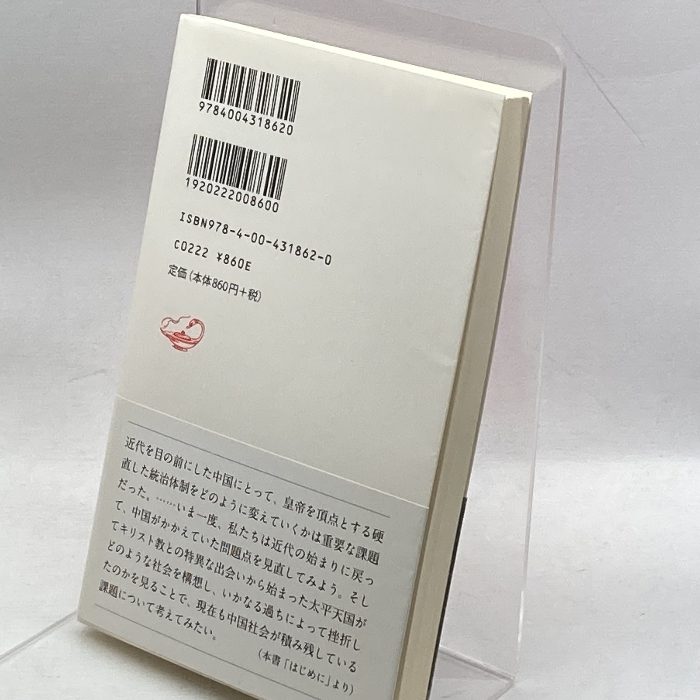 9784004318620
1920222008600
ISBN978-4-00-431862-0
C0222 ¥860E
定価(本体860円+税)
近代を目の前にした中国にとって、皇帝を頂点とする硬
直した統治体制をどのように変えていくかは重要な課題
だった。……いま一度、私たちは近代の始まりに戻っ
て、中国がかかえていた問題点を見直してみよう。そし
てキリスト教との特異な出会いから始まった太平天国が
どのような社会を構想し、いかなる過ちによって挫折し
たのかを見ることで、現在も中国社会が積み残している
課題について考えてみたい。
(本書「はじめに」より)